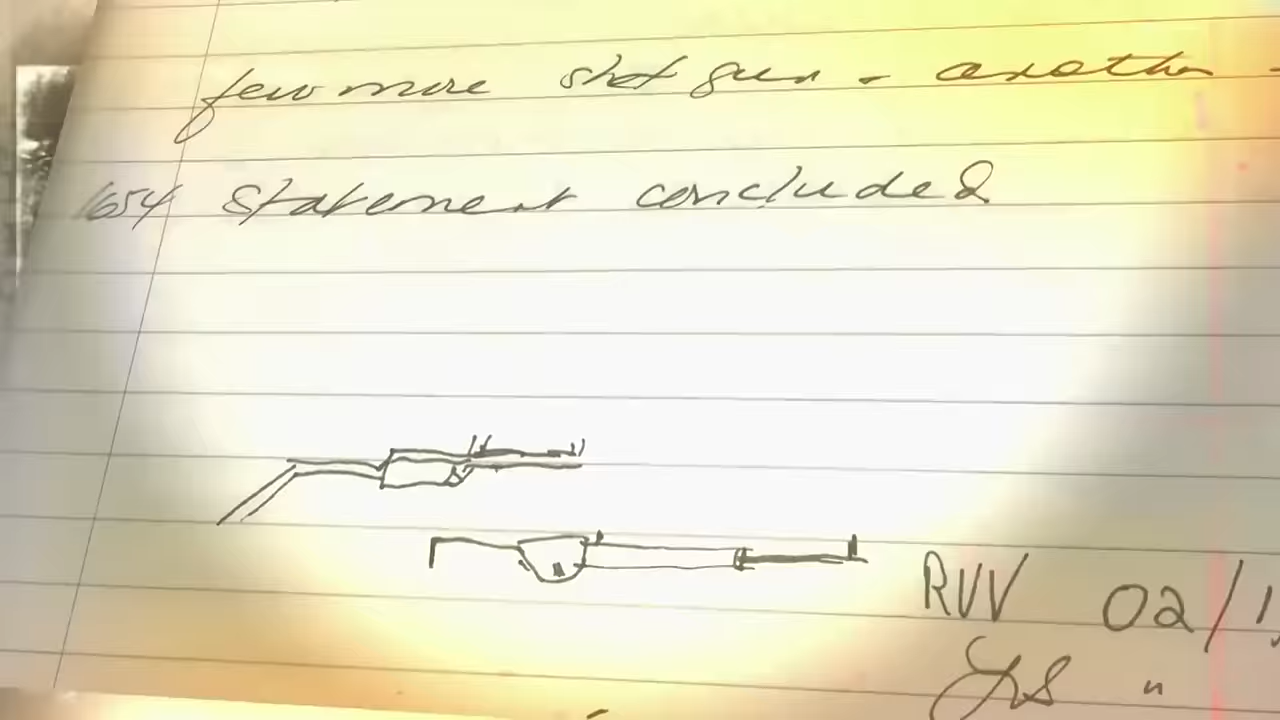 few more shot gun - another -
1654 Statement concluded
RVV 02/1
"